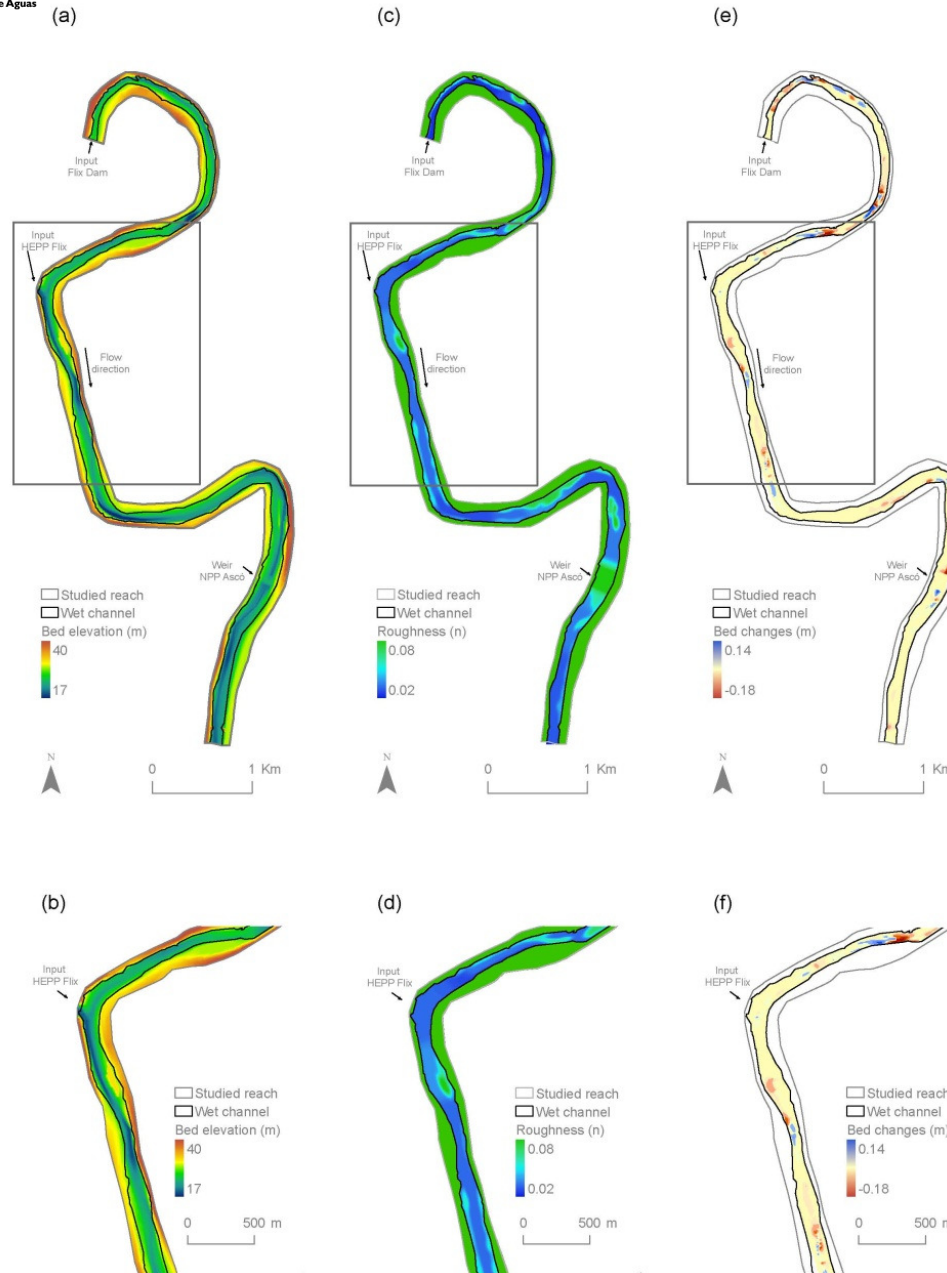 e Aguas
(a)
(c)
(e)
Input
Flix Dam
Input
Flix Dam
Input
Flix Dam
Input
HEPP Flix
Input
HEPP Flix
Input
HEPP Flix
Flow
direction
Flow
direction
Flow
direction
Weir
NPP Ascó
Weir
NPP Ascó
Weir
NPP Ascó
Studied reach
Wet channel
Bed elevation (m)
40
17
Studied reach
Wet channel
Roughness (n)
0.08
0.02
Studied reach
Wet channel
Bed changes (m)
0.14
-0.18
N
0 1 Km
N
0 1 Km
N
0 1 Km
(b)
(d)
(f)
Input
HEPP Flix
Input
HEPP Flix
Input
HEPP Flix
Studied reach
Wet channel
Bed elevation (m)
40
17
0 500 m
Studied reach
Wet channel
Roughness (n)
0.08
0.02
0 500 m
Studied reach
Wet channel
Bed changes (m)
0.14
-0.18
0 500 m